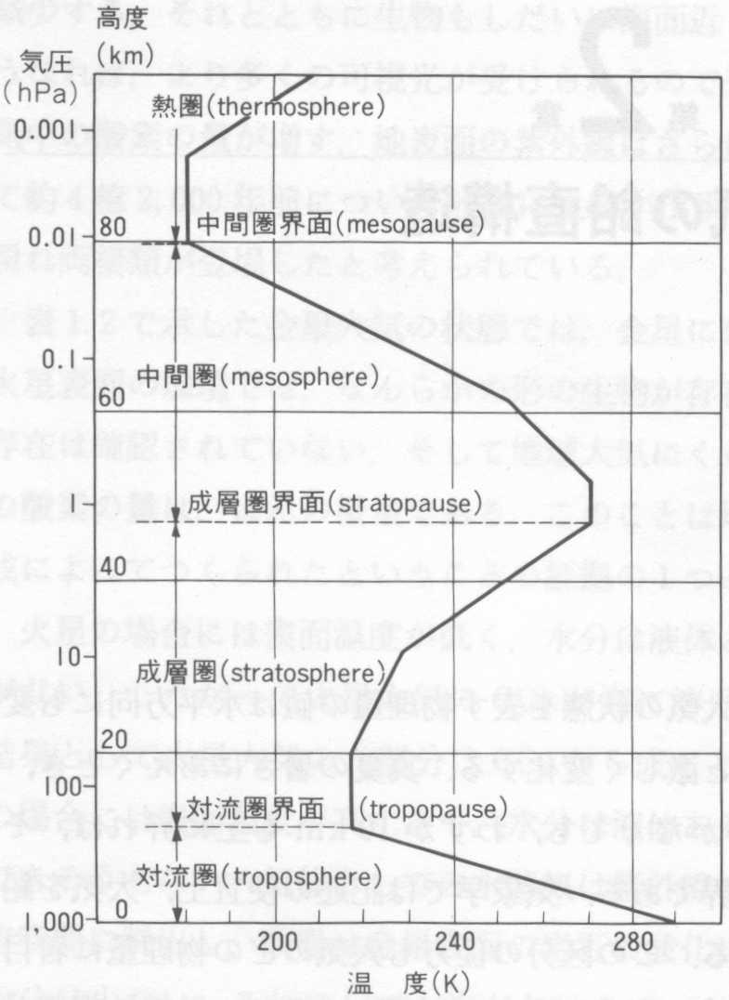 高度
(km)
気圧
(hPa)
熱圏(thermosphere)
0.001
80
中間圏界面(mesopause)
0.01
0.1
中間圏(mesosphere)
60
1
成層圏界面(stratopause)
40
10
成層圏(stratosphere)
20
100
対流圏界面 (tropopause)
対流圏(troposphere)
0
1,000
200 220 240 260 280
温 度(K)